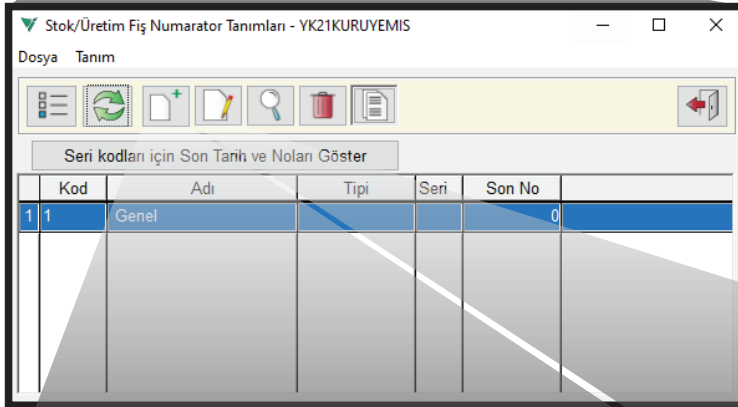 Stok/Üretim Fiş Numarator Tanımları - YK21KURUYEMIS
Dosya Tanım
Seri kodları için Son Tarih ve Noları Göster
Kod Adı Tipi Seri Son No
1 1 Genel 0